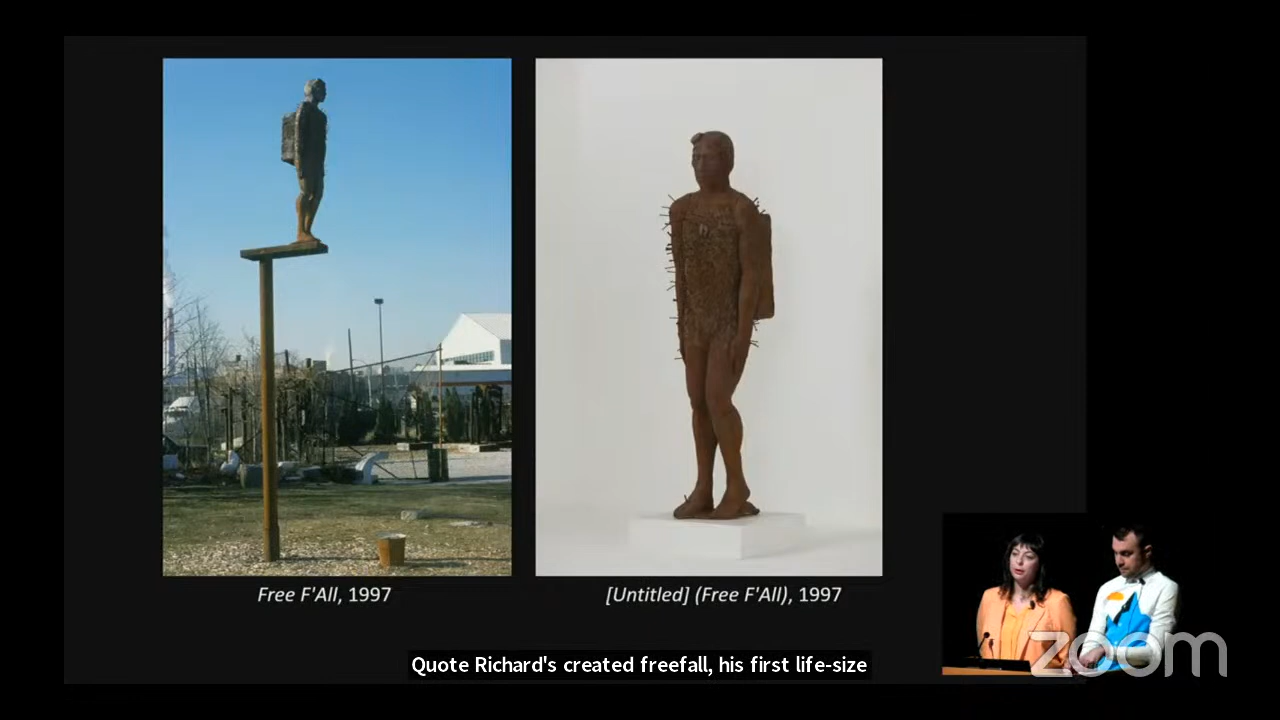 Free F'All, 1997
[Untitled] (Free F'All), 1997
Quote Richard's created freefall, his first life-size
zoom